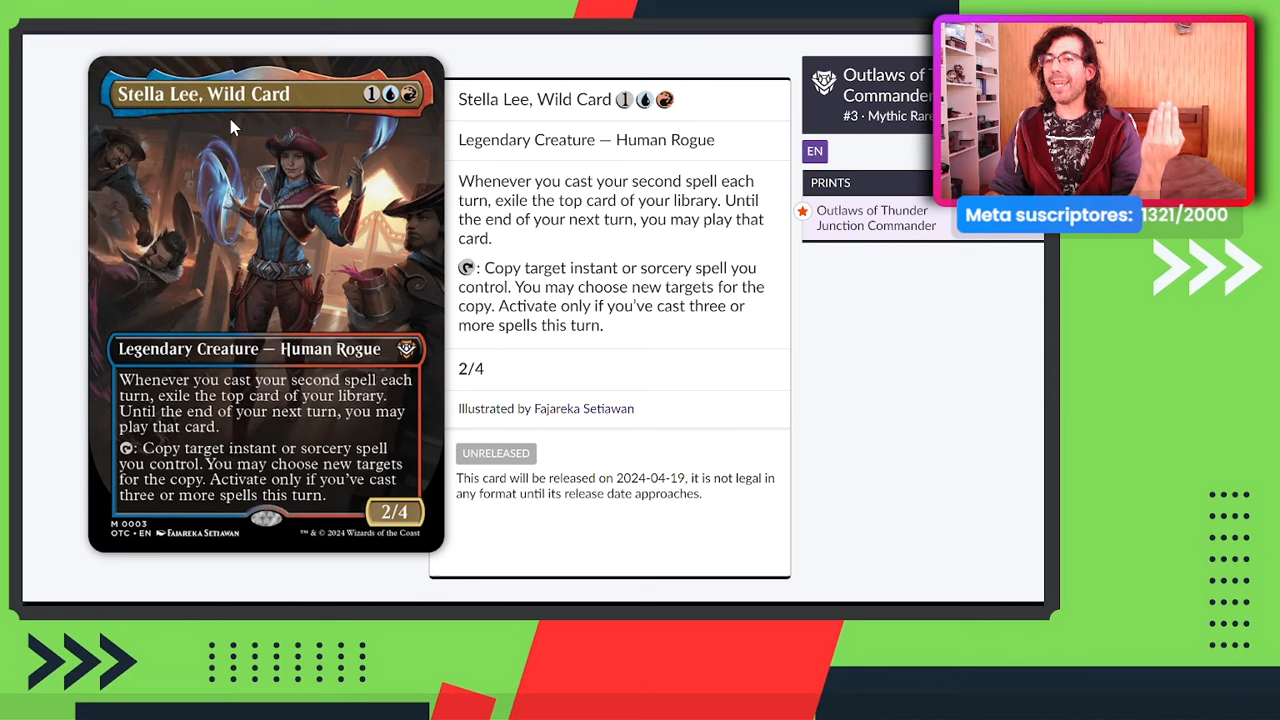 Stella Lee, Wild Card 1
Legendary Creature — Human Rogue
Whenever you cast your second spell each
turn, exile the top card of your library.
Until the end of your next turn, you may
play that card.
: Copy target instant or sorcery spell
you control. You may choose new targets
for the copy. Activate only if you've cast
three or more spells this turn.
2/4
M 0003
OTC • EN FAJAREKA SETIAWAN
™ & © 2024 Wizards of the Coast
Stella Lee, Wild Card 1
Legendary Creature — Human Rogue
Whenever you cast your second spell each
turn, exile the top card of your library. Until
the end of your next turn, you may play that
card.
: Copy target instant or sorcery spell you
control. You may choose new targets for the
copy. Activate only if you've cast three or
more spells this turn.
2/4
Illustrated by Fajareka Setiawan
UNRELEASED
This card will be released on 2024-04-19, it is not legal in
any format until its release date approaches.
Outlaws of
Commander
#3 · Mythic Rare
EN
PRINTS
Outlaws of Thunder
Junction Commander
Meta suscriptores: 1321/2000